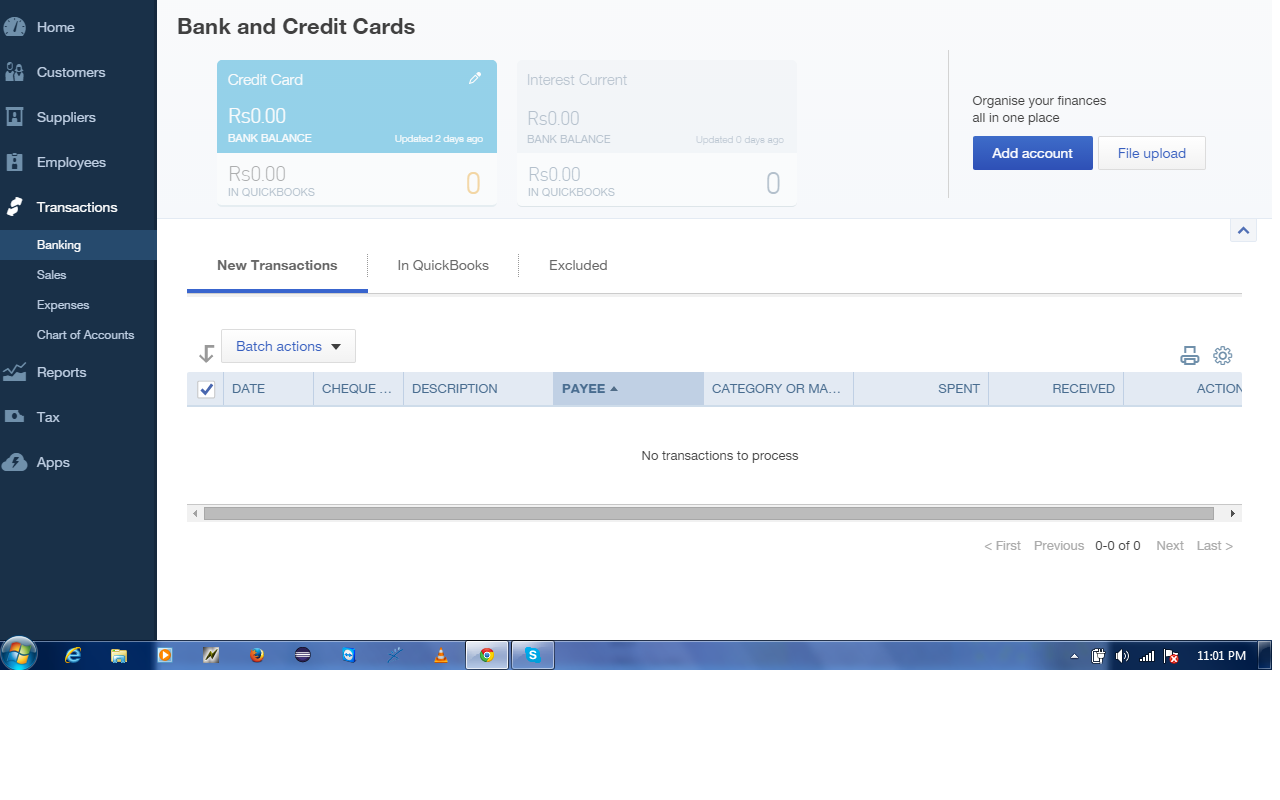 Home
Customers
Suppliers
Employees
Transactions
Banking
Sales
Expenses
Chart of Accounts
Reports
Tax
Apps
Bank and Credit Cards
Credit Card
Rs0.00
BANK BALANCE Updated 2 days ago
Rs0.00
IN QUICKBOOKS
0
Interest Current
Rs0.00
BANK BALANCE Updated 0 days ago
Rs0.00
IN QUICKBOOKS
0
Organise your finances
all in one place
Add account File upload
New Transactions In QuickBooks Excluded
Batch actions
DATE CHEQUE ... DESCRIPTION PAYEE CATEGORY OR MA... SPENT RECEIVED ACTION
No transactions to process
< First Previous 0-0 of 0 Next Last >
S
11:01 PM